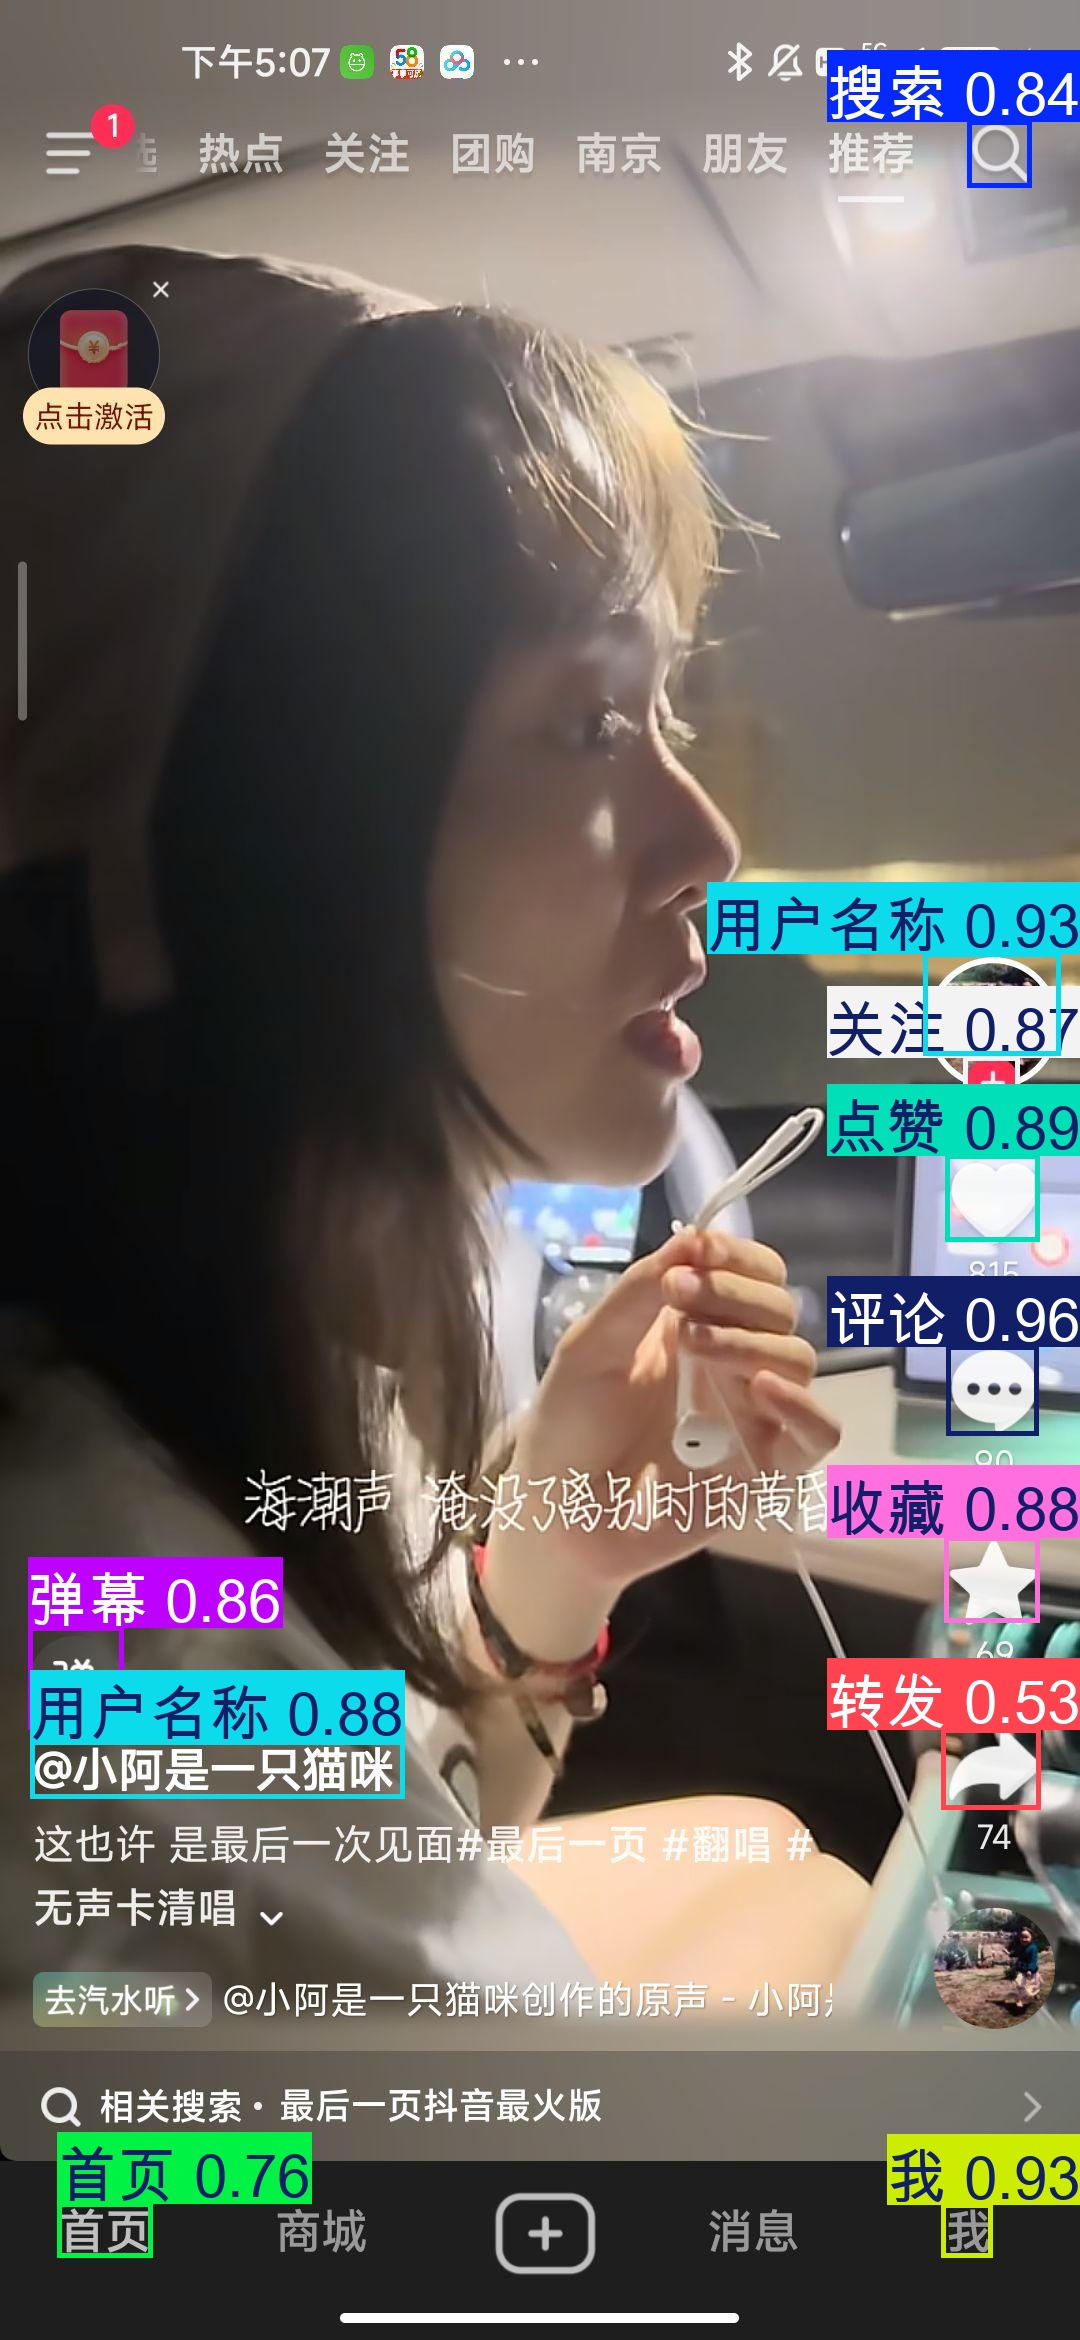 下午5:07 58 ...
搜索 0.84
1
热点 关注 团购 南京 朋友 推荐
点击激活
用户名称 0.93
关注 0.87
点赞 0.89
815
评论 0.96
海潮声 淹没了离别时的黄昏
收藏 0.88
弹幕 0.86
用户名称 0.88
转发 0.53
@小阿是一只猫咪
74
这也许 是最后一次见面#最后一页 #翻唱 #
无声卡清唱
去汽水听 > @小阿是一只猫咪创作的原声 - 小阿
相关搜索 · 最后一页抖音最火版
首页 0.76
我 0.93
首页 商城 消息 我